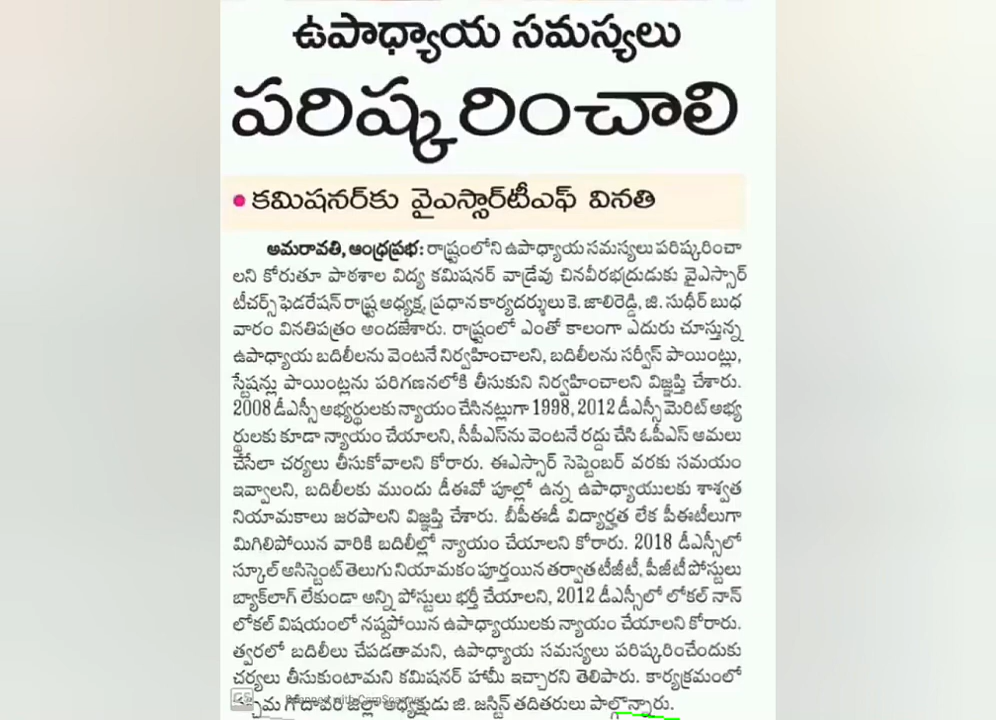 ఉపాధ్యాయ సమస్యలు
పరిష్కరించాలి
• కమిషనర్‌కు వైఎస్సార్‌టీఎఫ్ వినతి
అమరావతి, ఆంధ్రప్రభ: రాష్ట్రంలోని ఉపాధ్యాయ సమస్యలు పరిష్కరించా
లని కోరుతూ పాఠశాల విద్య కమిషనర్ వాడ్రేవు చినవీరభద్రుడుకు వైఎస్సార్
టీచర్స్ ఫెడరేషన్ రాష్ట్ర అధ్యక్ష, ప్రధాన కార్యదర్శులు కె. జాలిరెడ్డి, జి. సుధీర్ బుధ
వారం వినతిపత్రం అందజేశారు. రాష్ట్రంలో ఎంతో కాలంగా ఎదురు చూస్తున్న
ఉపాధ్యాయ బదిలీలను వెంటనే నిర్వహించాలని, బదిలీలను సర్వీస్ పాయింట్లు,
స్టేషన్లు పాయింట్లను పరిగణనలోకి తీసుకుని నిర్వహించాలని విజ్ఞప్తి చేశారు.
2008 డీఎస్సీ అభ్యర్థులకు న్యాయం చేసినట్లుగా 1998, 2012 డీఎస్సీ మెరిట్ అభ్య
ర్థులకు కూడా న్యాయం చేయాలని, సీపీఎస్‌ను వెంటనే రద్దు చేసి ఓపీఎస్ అమలు
చేసేలా చర్యలు తీసుకోవాలని కోరారు. ఈఎస్సార్ సెప్టెంబర్ వరకు సమయం
ఇవ్వాలని, బదిలీలకు ముందు డీఈవో పూల్లో ఉన్న ఉపాధ్యాయులకు శాశ్వత
నియామకాలు జరపాలని విజ్ఞప్తి చేశారు. బీపీఈడీ విద్యార్హత లేక పీఈటీలుగా
మిగిలిపోయిన వారికి బదిలీల్లో న్యాయం చేయాలని కోరారు. 2018 డీఎస్సీలో
స్కూల్ అసిస్టెంట్ తెలుగు నియామకం పూర్తయిన తర్వాత టీజీటీ, పీజీటీ పోస్టులు
బ్యాక్‌లాగ్ లేకుండా అన్ని పోస్టులు భర్తీ చేయాలని, 2012 డీఎస్సీలో లోకల్ నాన్
లోకల్ విషయంలో నష్టపోయిన ఉపాధ్యాయులకు న్యాయం చేయాలని కోరారు.
త్వరలో బదిలీలు చేపడతామని, ఉపాధ్యాయ సమస్యలు పరిష్కరించేందుకు
చర్యలు తీసుకుంటామని కమిషనర్ హామీ ఇచ్చారని తెలిపారు. కార్యక్రమంలో
గోదావరి జిల్లా అధ్యక్షుడు జి. జస్టిన్ తదితరులు పాల్గొన్నారు.
CS Scanned with CamScanner